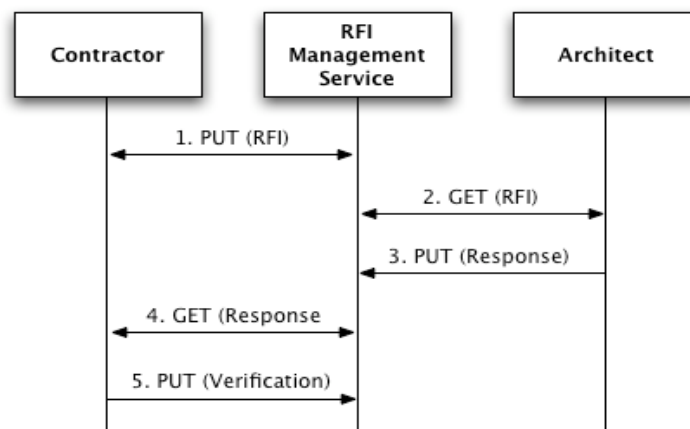 Contractor
RFI
Management
Service
Architect
1. PUT (RFI)
2. GET (RFI)
3. PUT (Response)
4. GET (Response
5. PUT (Verification)